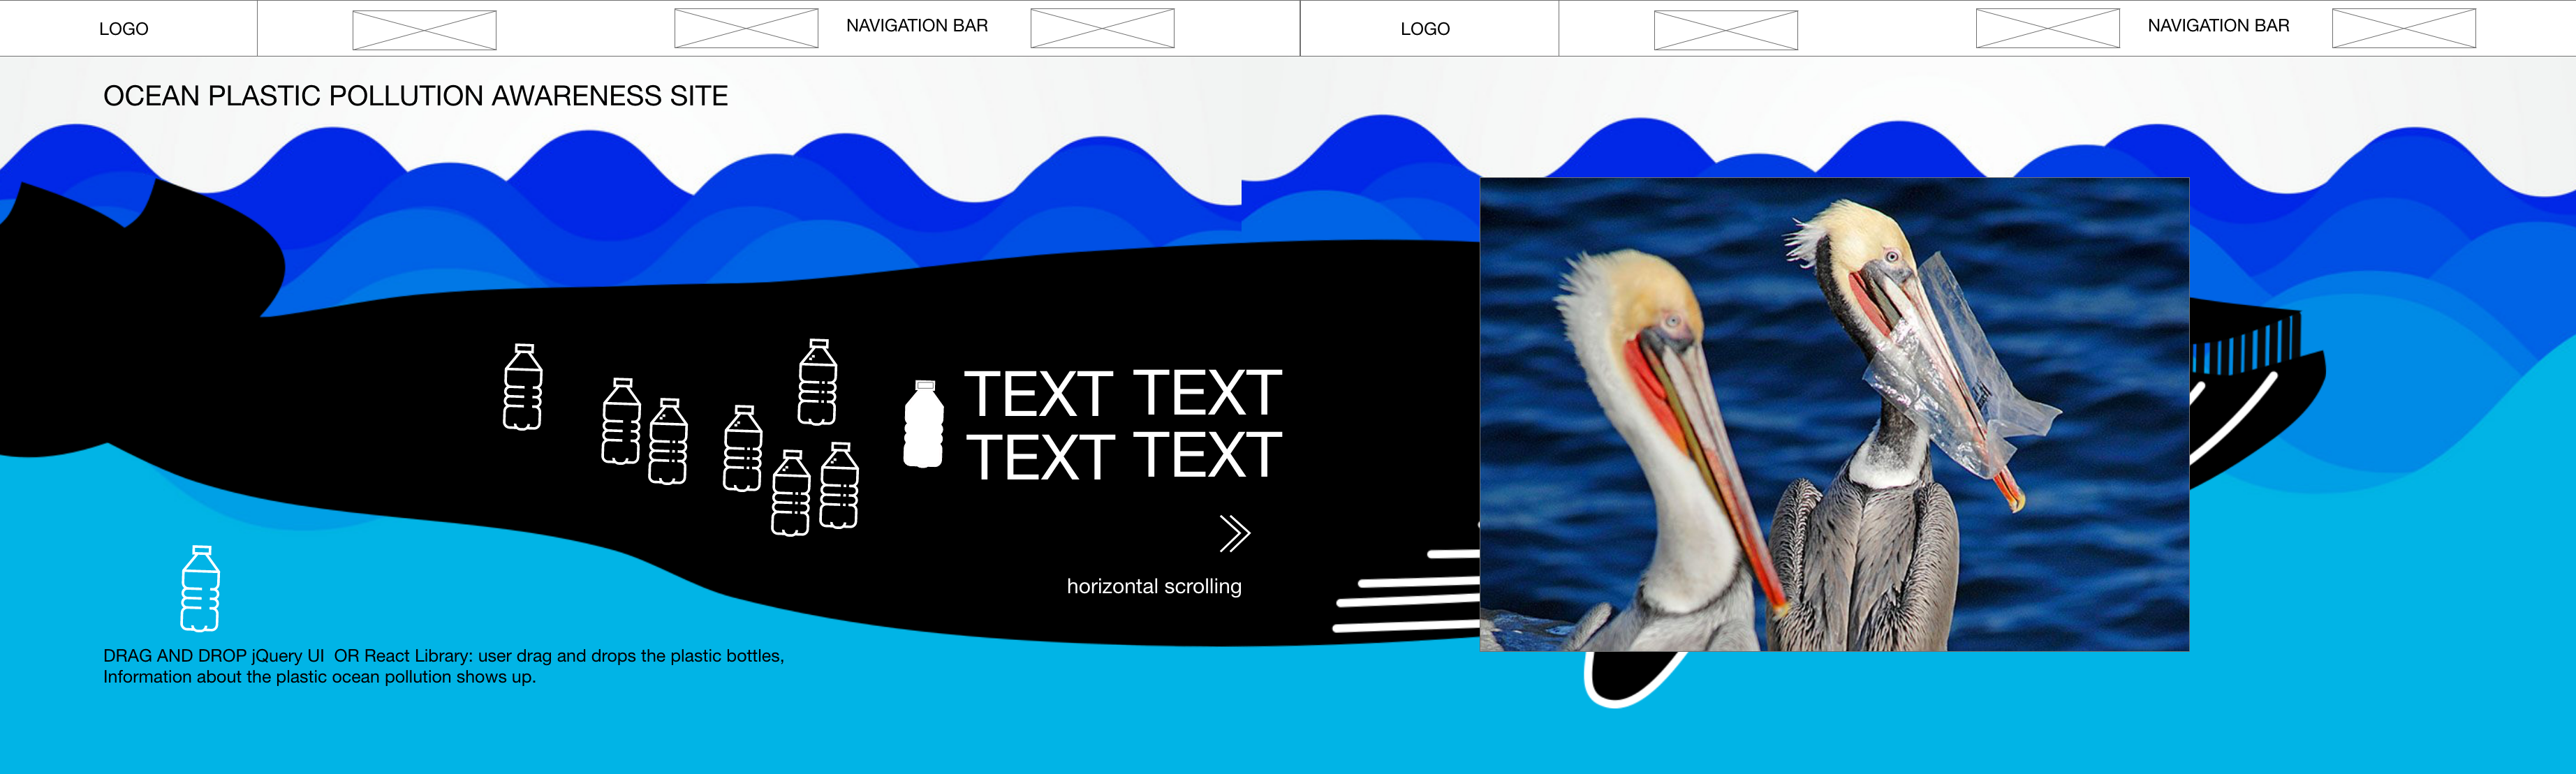 LOGO
NAVIGATION BAR
LOGO
NAVIGATION BAR
OCEAN PLASTIC POLLUTION AWARENESS SITE
TEXT TEXT
TEXT TEXT
horizontal scrolling
DRAG AND DROP jQuery UI  OR React Library: user drag and drops the plastic bottles,
Information about the plastic ocean pollution shows up.